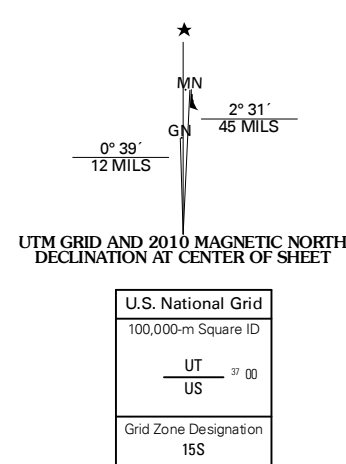 MN
2° 31´
45 MILS
GN
0° 39´
12 MILS
UTM GRID AND 2010 MAGNETIC NORTH
DECLINATION AT CENTER OF SHEET
U.S. National Grid
100,000-m Square ID
UT
37 00
US
Grid Zone Designation
15S